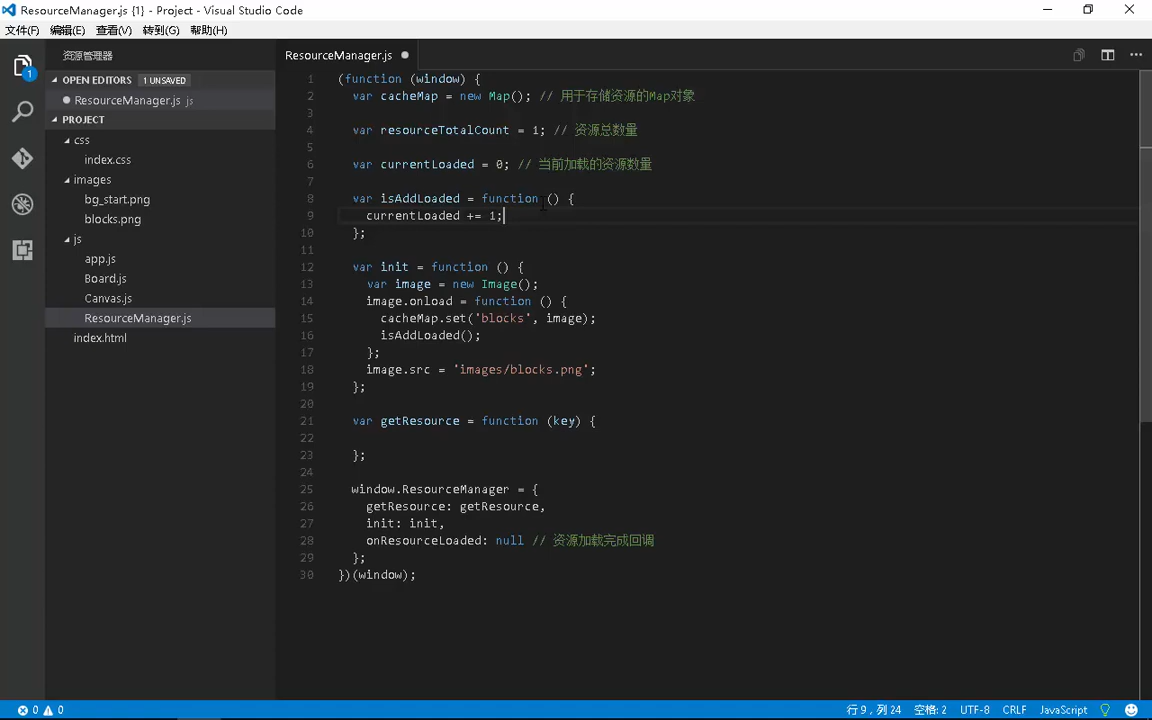 ResourceManager.js {1} - Project - Visual Studio Code
文件(F) 编辑(E) 查看(V) 转到(G) 帮助(H)
资源管理器
OPEN EDITORS 1 UNSAVED
ResourceManager.js js
PROJECT
css
index.css
images
bg_start.png
blocks.png
js
app.js
Board.js
Canvas.js
ResourceManager.js
index.html
1
ResourceManager.js
1 (function (window) {
2 var cacheMap = new Map(); // 用于存储资源的Map对象
3
4 var resourceTotalCount = 1; // 资源总数量
5
6 var currentLoaded = 0; // 当前加载的资源数量
7
8 var isAddLoaded = function () {
9 currentLoaded += 1;
10 };
11
12 var init = function () {
13 var image = new Image();
14 image.onload = function () {
15 cacheMap.set('blocks', image);
16 isAddLoaded();
17 };
18 image.src = 'images/blocks.png';
19 };
20
21 var getResource = function (key) {
22
23 };
24
25 window.ResourceManager = {
26 getResource: getResource,
27 init: init,
28 onResourceLoaded: null // 资源加载完成回调
29 };
30 })(window);
0 0 行 9，列 24 空格: 2 UTF-8 CRLF JavaScript